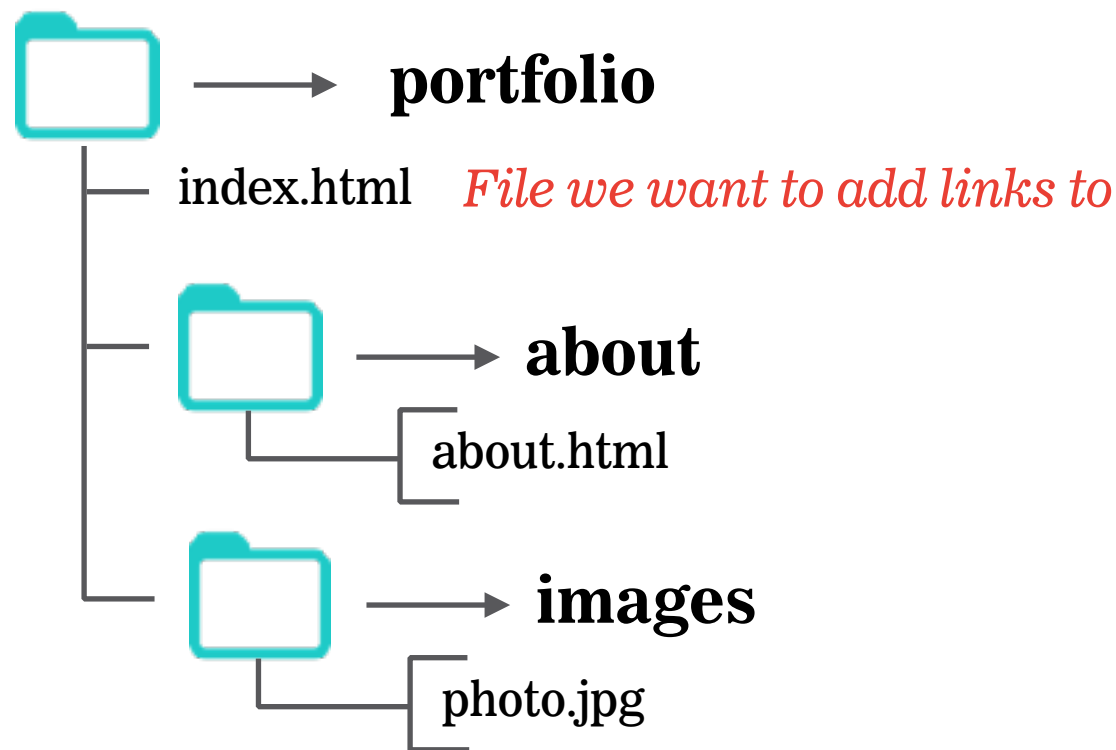 portfolio
index.html File we want to add links to
about
about.html
images
photo.jpg